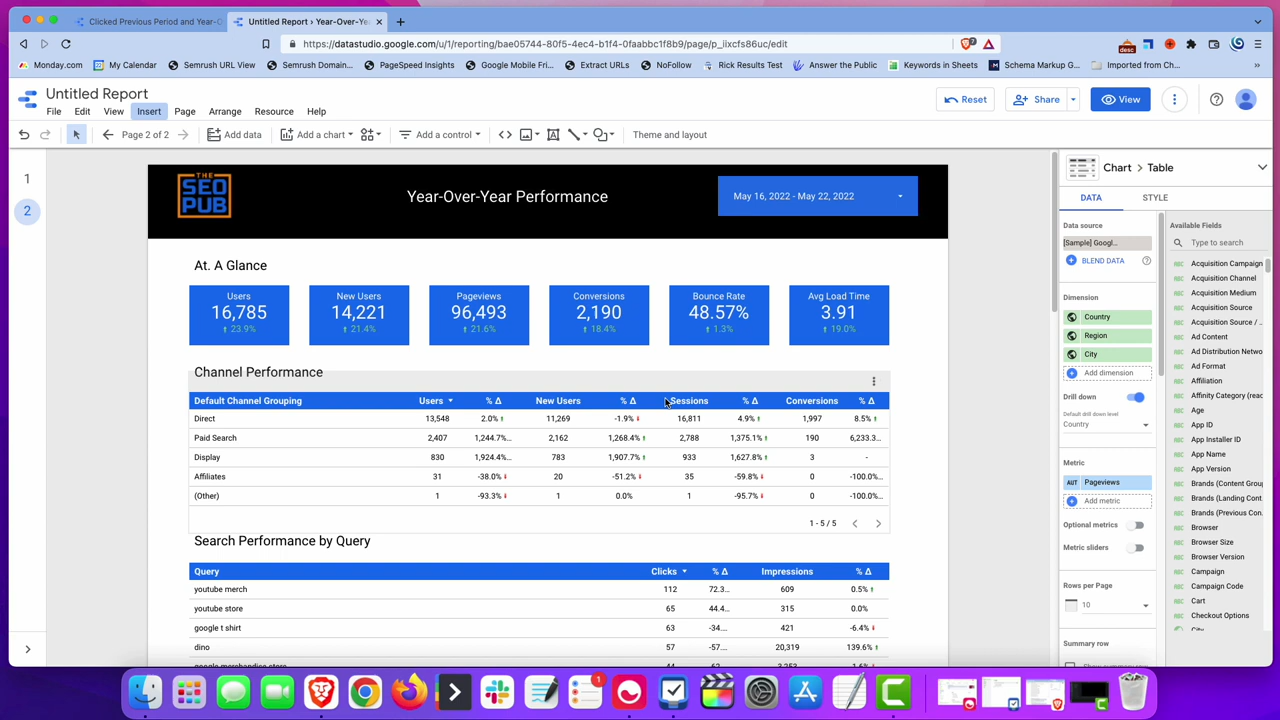 Clicked Previous Period and Year-O
Untitled Report › Year-Over-Ye
https://datastudio.google.com/u/1/reporting/bae05744-80f5-4ec4-b1f4-0faabbc1f8b9/page/p_iixcfs86uc/edit
Monday.com My Calendar Semrush URL View Semrush Domain... PageSpeed Insights Google Mobile Fri... Extract URLs NoFollow Rick Results Test Answer the Public Keywords in Sheets Schema Markup G... Imported from Ch... »
Untitled Report
File Edit View Insert Page Arrange Resource Help
Reset Share View
Page 2 of 2 Add data Add a chart Add a control Theme and layout
1
2
THE SEO PUB
Year-Over-Year Performance
May 16, 2022 - May 22, 2022
At. A Glance
Users New Users Pageviews Conversions Bounce Rate Avg Load Time
16,785 14,221 96,493 2,190 48.57% 3.91
23.9% 21.4% 21.6% 18.4% 1.3% 19.0%
Channel Performance
Default Channel Grouping Users % Δ New Users % Δ Sessions % Δ Conversions % Δ
Direct 13,548 2.0% 11,269 -1.9% 16,811 4.9% 1,997 8.5%
Paid Search 2,407 1,244.7%... 2,162 1,268.4% 2,788 1,375.1% 190 6,233.3...
Display 830 1,924.4%... 783 1,907.7% 933 1,627.8% 3 -
Affiliates 31 -38.0% 20 -51.2% 35 -59.8% 0 -100.0%...
(Other) 1 -93.3% 1 0.0% 1 -95.7% 0 -100.0%...
1 - 5 / 5
Search Performance by Query
Query Clicks % Δ Impressions % Δ
youtube merch 112 72.3... 609 0.5%
youtube store 65 44.4... 315 0.0%
google t shirt 63 -34.... 421 -6.4%
dino 57 -57.... 20,319 139.6%
Chart > Table
DATA STYLE
Data source
[Sample] Googl...
BLEND DATA
Dimension
Country
Region
City
Add dimension
Drill down
Default drill down level
Country
Metric
AUT Pageviews
Add metric
Optional metrics
Metric sliders
Rows per Page
10
Summary row
Available Fields
Type to search
Acquisition Campaign
Acquisition Channel
Acquisition Medium
Acquisition Source
Acquisition Source / ..
Ad Content
Ad Distribution Netwo
Ad Format
Affiliation
Affinity Category (reac
Age
App ID
App Installer ID
App Name
App Version
Brands (Content Group
Brands (Landing Cont.
Brands (Previous Con.
Browser
Browser Size
Browser Version
Campaign
Campaign Code
Cart
Checkout Options
desc
1